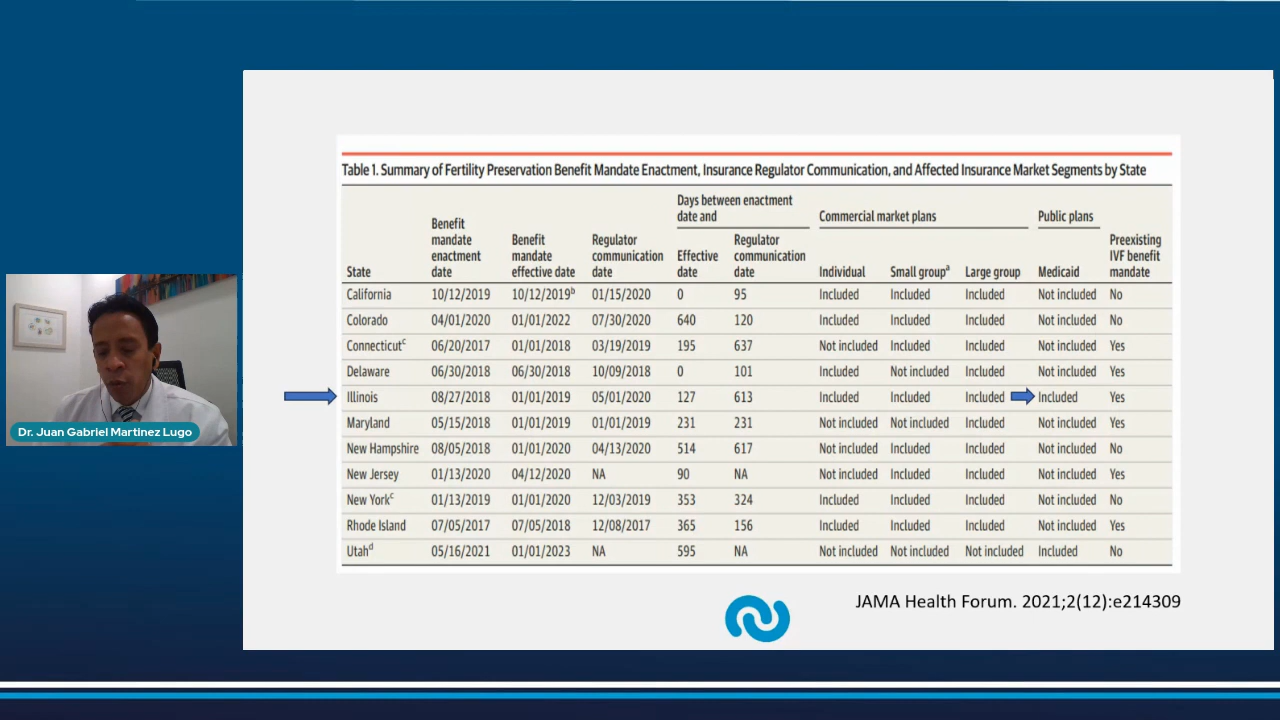 Table 1. Summary of Fertility Preservation Benefit Mandate Enactment, Insurance Regulator Communication, and Affected Insurance Market Segments by State
Days between enactment
date and
Commercial market plans
Public plans
State
Benefit
mandate
enactment
date
Benefit
mandate
effective date
Regulator
communication
date
Effective
date
Regulator
communication
date
Individual
Small groupᵃ
Large group
Medicaid
Preexisting
IVF benefit
mandate
California 10/12/2019 10/12/2019ᵇ 01/15/2020 0 95 Included Included Included Not included No
Colorado 04/01/2020 01/01/2022 07/30/2020 640 120 Included Included Included Not included No
Connecticutᶜ 06/20/2017 01/01/2018 03/19/2019 195 637 Not included Included Included Not included Yes
Delaware 06/30/2018 06/30/2018 10/09/2018 0 101 Included Not included Included Not included Yes
Illinois 08/27/2018 01/01/2019 05/01/2020 127 613 Included Included Included Included Yes
Maryland 05/15/2018 01/01/2019 01/01/2019 231 231 Not included Not included Included Not included Yes
New Hampshire 08/05/2018 01/01/2020 04/13/2020 514 617 Not included Included Included Not included No
New Jersey 01/13/2020 04/12/2020 NA 90 NA Not included Included Included Not included Yes
New Yorkᶜ 01/13/2019 01/01/2020 12/03/2019 353 324 Included Included Included Not included No
Rhode Island 07/05/2017 07/05/2018 12/08/2017 365 156 Included Included Included Not included Yes
Utahᵈ 05/16/2021 01/01/2023 NA 595 NA Not included Not included Not included Included No
Dr. Juan Gabriel Martinez Lugo
JAMA Health Forum. 2021;2(12):e214309